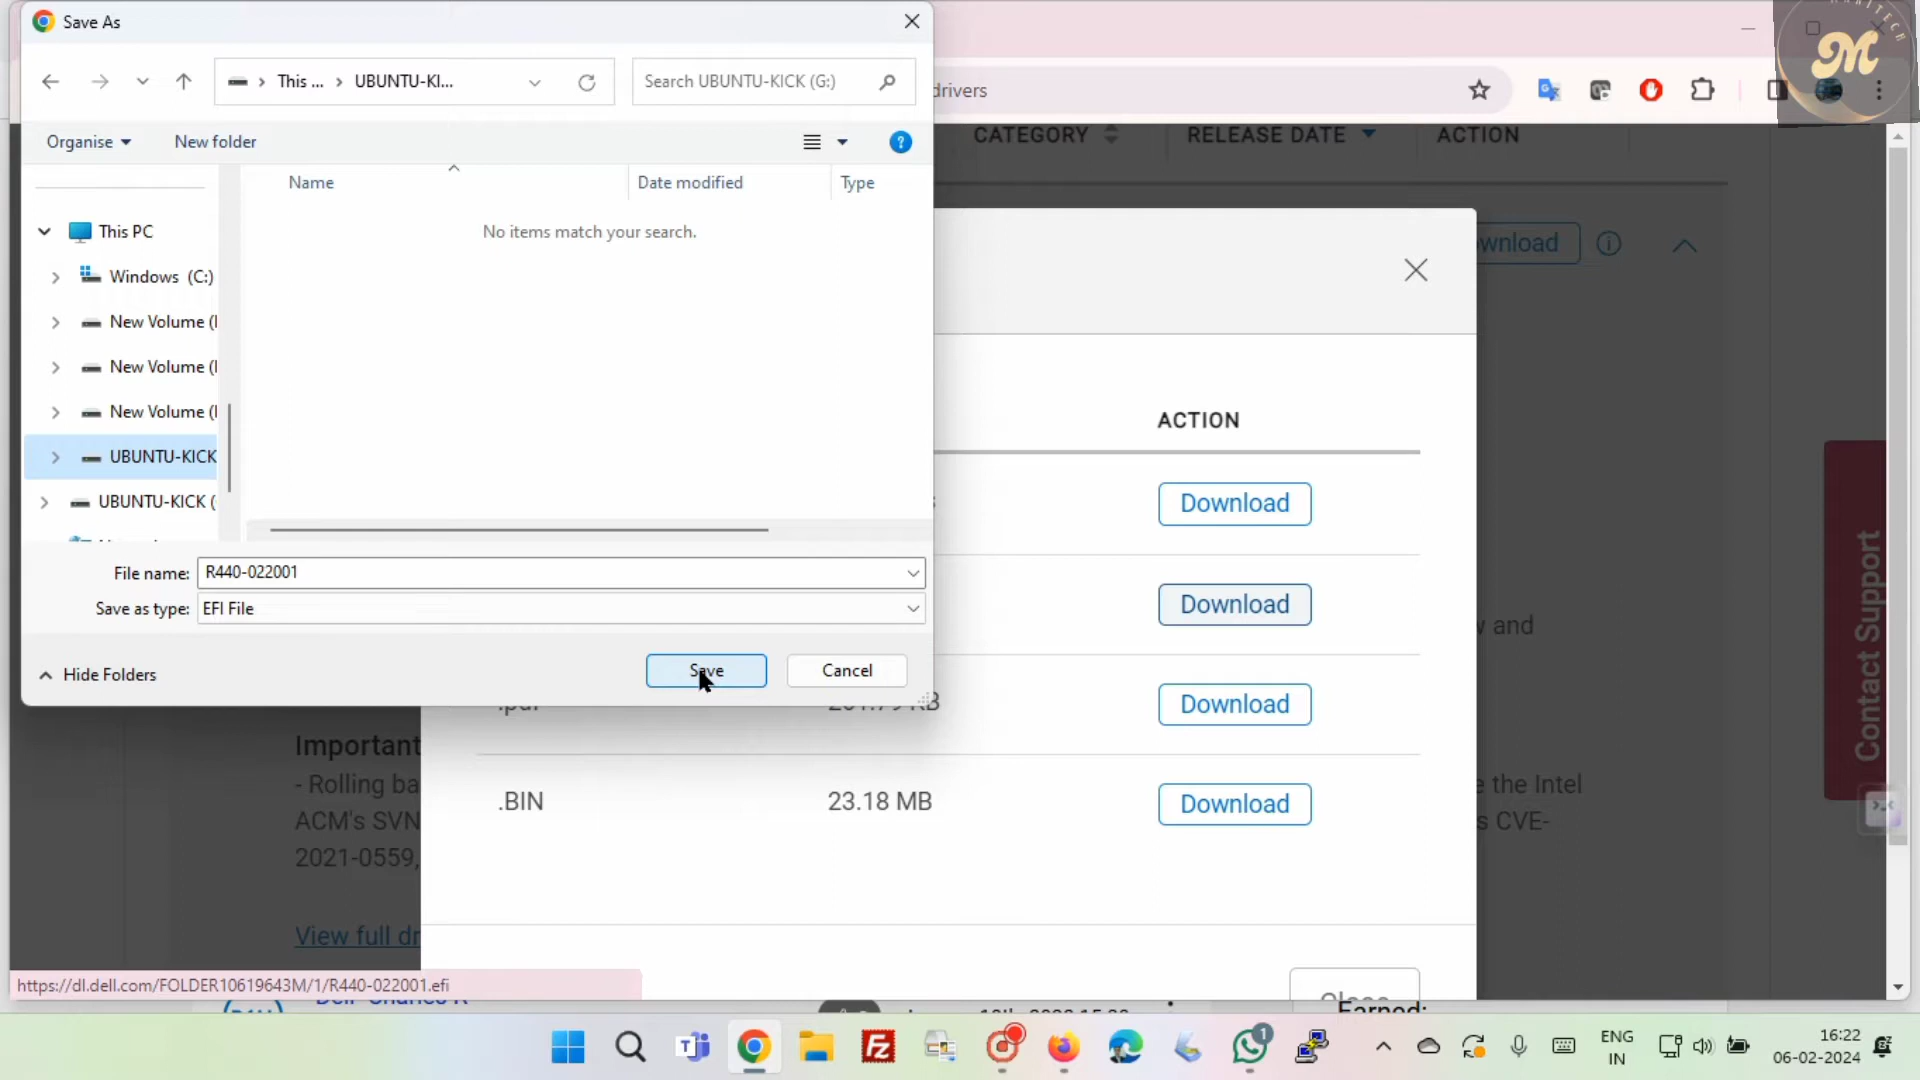 Save As
This ... UBUNTU-KI...
Search UBUNTU-KICK (G:)
drivers
Organise
New folder
CATEGORY
RELEASE DATE
ACTION
Name
Date modified
Type
No items match your search.
This PC
Windows (C:)
New Volume (
New Volume (
New Volume (
UBUNTU-KICK
UBUNTU-KICK (
File name: R440-022001
Save as type: EFI File
Hide Folders
Save
Cancel
wnload
ACTION
Download
Download
Download
.BIN
23.18 MB
Download
w and
Contact Support
Important
- Rolling ba
e the Intel
ACM's SVN
s CVE-
2021-0559,
View full dr
https://dl.dell.com/FOLDER10619643M/1/R440-022001.efi
M
ENG
IN
16:22
06-02-2024
1